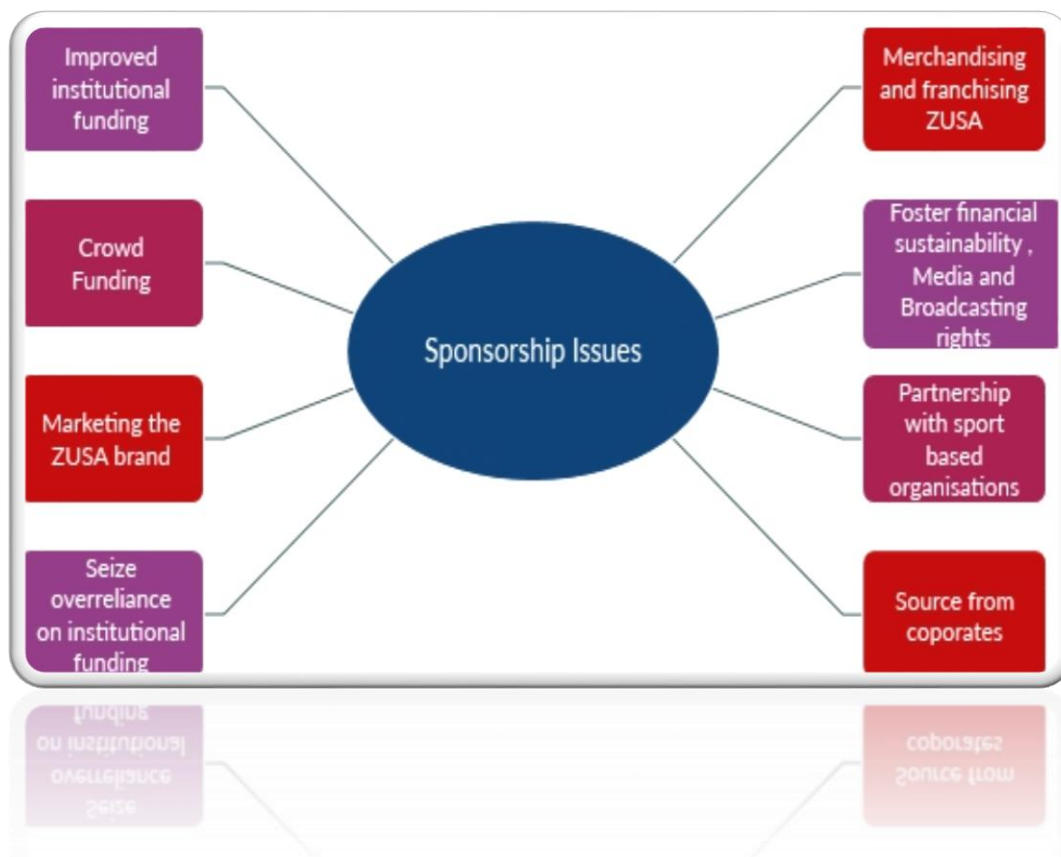 Improved
institutional
funding
Crowd
Funding
Marketing the
ZUSA brand
Seize
overreliance
on institutional
funding
Sponsorship Issues
Merchandising
and franchising
ZUSA
Foster financial
sustainability ,
Media and
Broadcasting
rights
Partnership
with sport
based
organisations
Source from
coporates